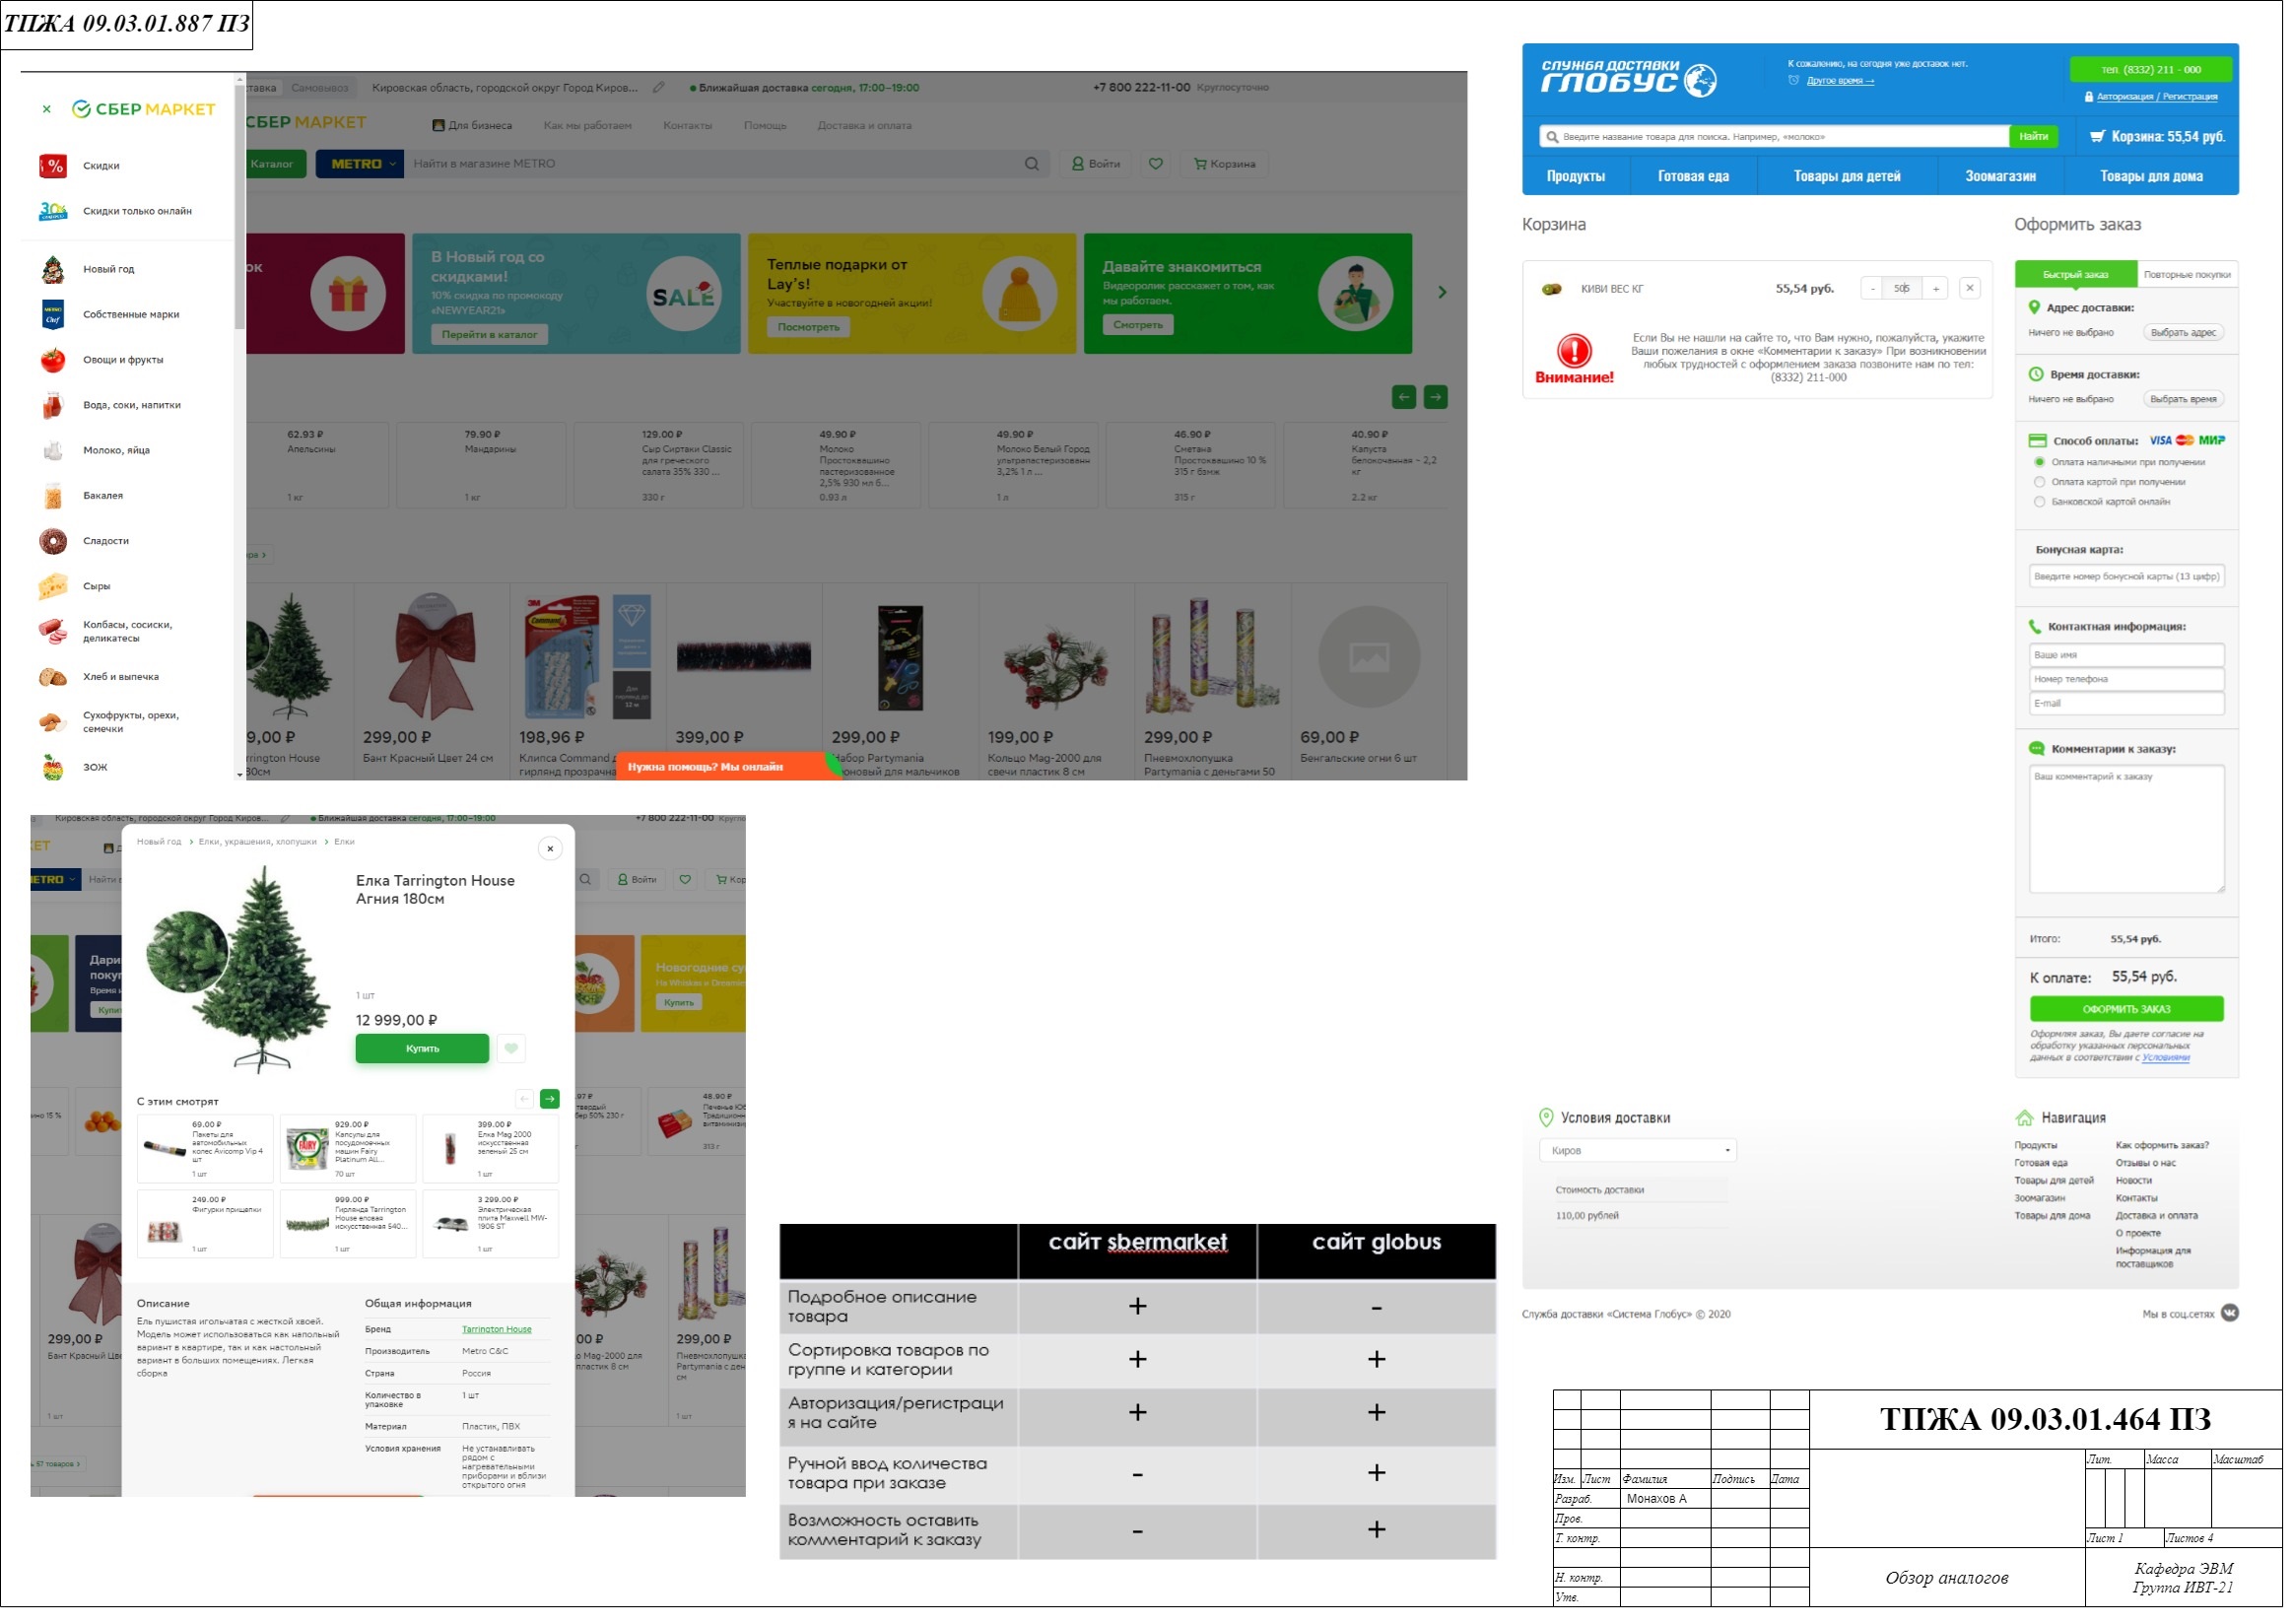 ТПЖА 09.03.01.887 ПЗ
СБЕР МАРКЕТ
Скидки
Скидки только онлайн
Новый год
Собственные марки
Овощи и фрукты
Вода, соки, напитки
Молоко, яйца
Бакалея
Сладости
Сыры
Колбасы, сосиски,
деликатесы
Хлеб и выпечка
Сухофрукты, орехи,
семечки
ЗОЖ
тавка Самовывоз Кировская область, городской округ Город Киров... Ближайшая доставка сегодня, 17:00–19:00 +7 800 222-11-00 Круглосуточно
СБЕР МАРКЕТ Для бизнеса Как мы работаем Контакты Помощь Доставка и оплата
Каталог METRO Найти в магазине METRO Войти Корзина
ок
В Новый год со
скидками!
10% скидка по промокоду
«NEWYEAR21»
Перейти в каталог
SALE
Теплые подарки от
Lay's!
Участвуйте в новогодней акции!
Посмотреть
Давайте знакомиться
Видеоролик расскажет о том, как
мы работаем.
Смотреть
62.93 ₽
Апельсины
1 кг
79.90 ₽
Мандарины
1 кг
129.00 ₽
Сыр Сиртаки Classic
для греческого
салата 35% 330 ...
330 г
49.90 ₽
Молоко
Простоквашино
пастеризованное
2,5% 930 мл б...
0.93 л
49.90 ₽
Молоко Белый Город
ультрапастеризованн
3,2% 1 л ...
1 л
46.90 ₽
Сметана
Простоквашино 10 %
315 г бзмж
315 г
40.90 ₽
Капуста
белокочанная ~ 2,2
кг
2.2 кг
ра ›
9,00 ₽
rrington House
80см
299,00 ₽
Бант Красный Цвет 24 см
198,96 ₽
Клипса Command д
гирлянд прозрачна
399,00 ₽
299,00 ₽
Набор Partymania
оновый для мальчиков
199,00 ₽
Кольцо Mag-2000 для
свечи пластик 8 см
299,00 ₽
Пневмохлопушка
Partymania с деньгами 50
69,00 ₽
Бенгальские огни 6 шт
Нужна помощь? Мы онлайн
СЛУЖБА ДОСТАВКИ
ГЛОБУС
К сожалению, на сегодня уже доставок нет.
Другое время →
тел. (8332) 211 - 000
Авторизация / Регистрация
Введите название товара для поиска. Например, «молоко» Найти
Корзина: 55,54 руб.
Продукты Готовая еда Товары для детей Зоомагазин Товары для дома
Корзина
КИВИ ВЕС КГ 55,54 руб. - 505 + ×
Внимание!
Если Вы не нашли на сайте то, что Вам нужно, пожалуйста, укажите
Ваши пожелания в окне «Комментарии к заказу» При возникновении
любых трудностей с оформлением заказа позвоните нам по тел:
(8332) 211-000
Оформить заказ
Быстрый заказ Повторные покупки
Адрес доставки:
Ничего не выбрано Выбрать адрес
Время доставки:
Ничего не выбрано Выбрать время
Способ оплаты: VISA МИР
Оплата наличными при получении
Оплата картой при получении
Банковской картой онлайн
Бонусная карта:
Введите номер бонусной карты (13 цифр)
Контактная информация:
Ваше имя
Номер телефона
E-mail
Комментарии к заказу:
Ваш комментарий к заказу
Итого: 55,54 руб.
К оплате: 55,54 руб.
ОФОРМИТЬ ЗАКАЗ
Оформляя заказ, Вы даете согласие на
обработку указанных персональных
данных в соответствии с Условиями
Условия доставки
Киров
Стоимость доставки
110,00 рублей
Навигация
Продукты
Готовая еда
Товары для детей
Зоомагазин
Товары для дома
Как оформить заказ?
Отзывы о нас
Новости
Контакты
Доставка и оплата
О проекте
Информация для
поставщиков
Служба доставки «Система Глобус» © 2020
Мы в соц.сетях
Кировская область, городской округ Город Киров... Ближайшая доставка сегодня, 17:00–19:00 +7 800 222-11-00
Новый год › Елки, украшения, хлопушки › Елки
Елка Tarrington House
Агния 180см
1 шт
12 999,00 ₽
Купить
С этим смотрят
69.00 ₽
Пакеты для
автомобильных
колес Avicomp Vip 4
шт
1 шт
929.00 ₽
Капсулы для
посудомоечных
машин Fairy
Platinum All...
70 шт
399.00 ₽
Елка Mag 2000
искусственная
зеленый 25 см
1 шт
249.00 ₽
Фигурки прищепки
1 шт
999.00 ₽
Гирлянда Tarrington
House еловая
искусственная 540...
1 шт
3 299.00 ₽
Электрическая
плита Maxwell MW-
1906 ST
1 шт
Описание
Ель пушистая игольчатая с жесткой хвоей.
Модель может использоваться как напольный
вариант в квартире, так и как настольный
вариант в больших помещениях. Легкая
сборка
Общая информация
Бренд Tarrington House
Производитель Metro C&C
Страна Россия
Количество в
упаковке
1 шт
Материал Пластик, ПВХ
Условия хранения
Не устанавливать
рядом с
нагревательными
приборами и вблизи
открытого огня
сайт sbermarket сайт globus
Подробное описание
товара
+ -
Сортировка товаров по
группе и категории
+ +
Авторизация/регистраци
я на сайте
+ +
Ручной ввод количества
товара при заказе
- +
Возможность оставить
комментарий к заказу
- +
ТПЖА 09.03.01.464 ПЗ
Лит. Масса Масштаб
Изм. Лист Фамилия Подпись Дата
Разраб. Монахов А
Пров.
Т. контр.
Лист 1 Листов 4
Н. контр.
Утв.
Обзор аналогов
Кафедра ЭВМ
Группа ИВТ-21